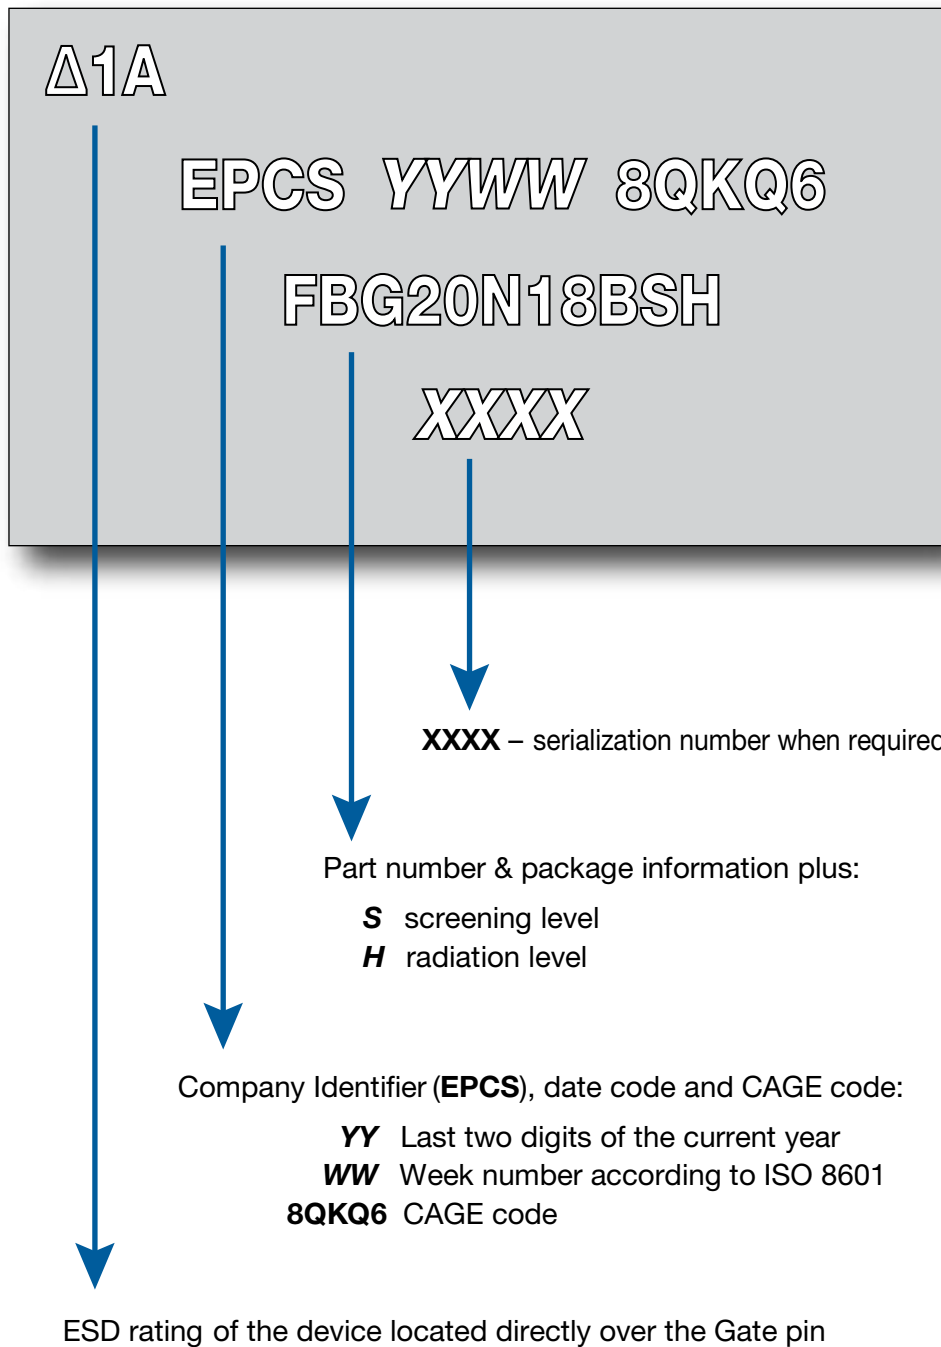 Δ1A
EPCS YYWW 8QKQ6
FBG20N18BSH
XXXX
XXXX – serialization number when required
Part number & package information plus:
S screening level
H radiation level
Company Identifier (EPCS), date code and CAGE code:
YY Last two digits of the current year
WW Week number according to ISO 8601
8QKQ6 CAGE code
ESD rating of the device located directly over the Gate pin